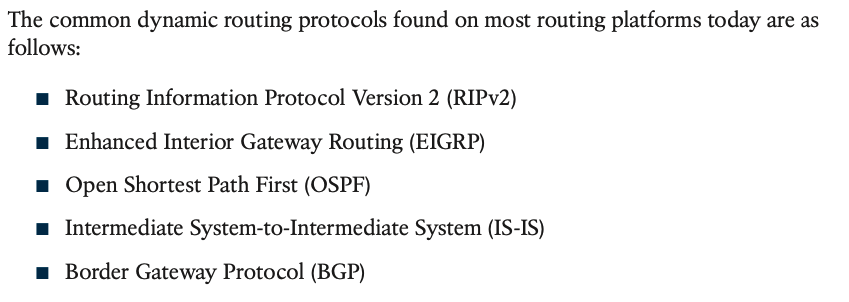 The common dynamic routing protocols found on most routing platforms today are as
follows:
■ Routing Information Protocol Version 2 (RIPv2)
■ Enhanced Interior Gateway Routing (EIGRP)
■ Open Shortest Path First (OSPF)
■ Intermediate System-to-Intermediate System (IS-IS)
■ Border Gateway Protocol (BGP)